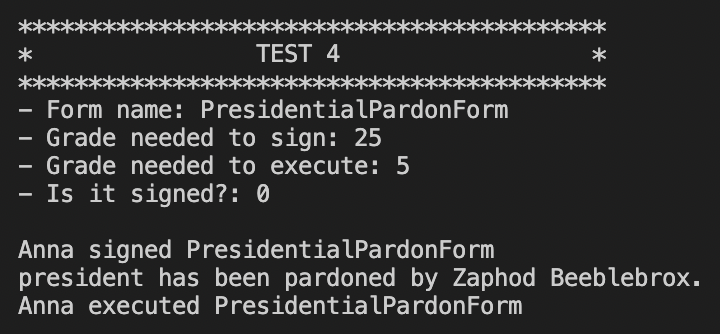 ******************************************
* TEST 4 *
******************************************
- Form name: PresidentialPardonForm
- Grade needed to sign: 25
- Grade needed to execute: 5
- Is it signed?: 0
Anna signed PresidentialPardonForm
president has been pardoned by Zaphod Beeblebrox.
Anna executed PresidentialPardonForm